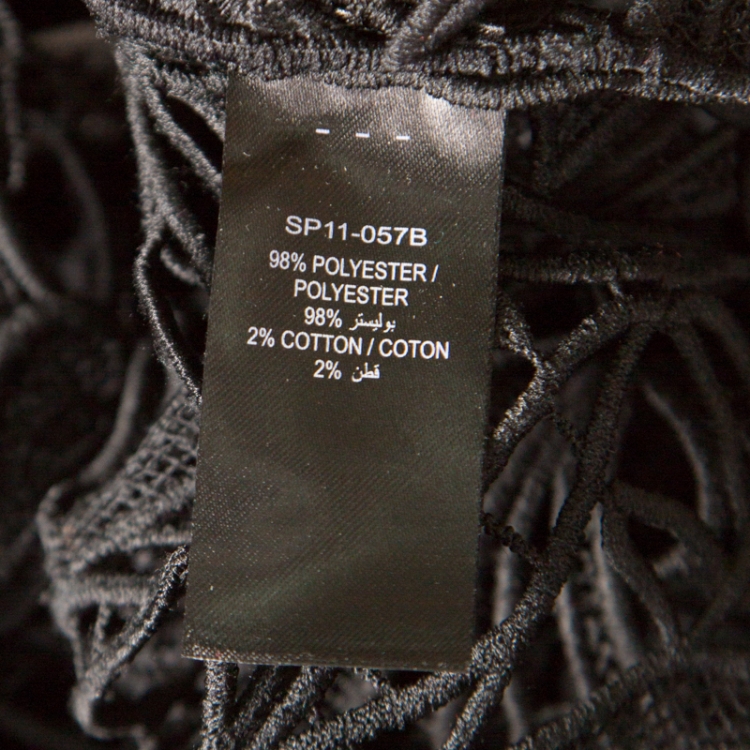 - - -
SP11-057B
98% POLYESTER /
POLYESTER
98% بوليستر
2% COTTON / COTON
2% قطن